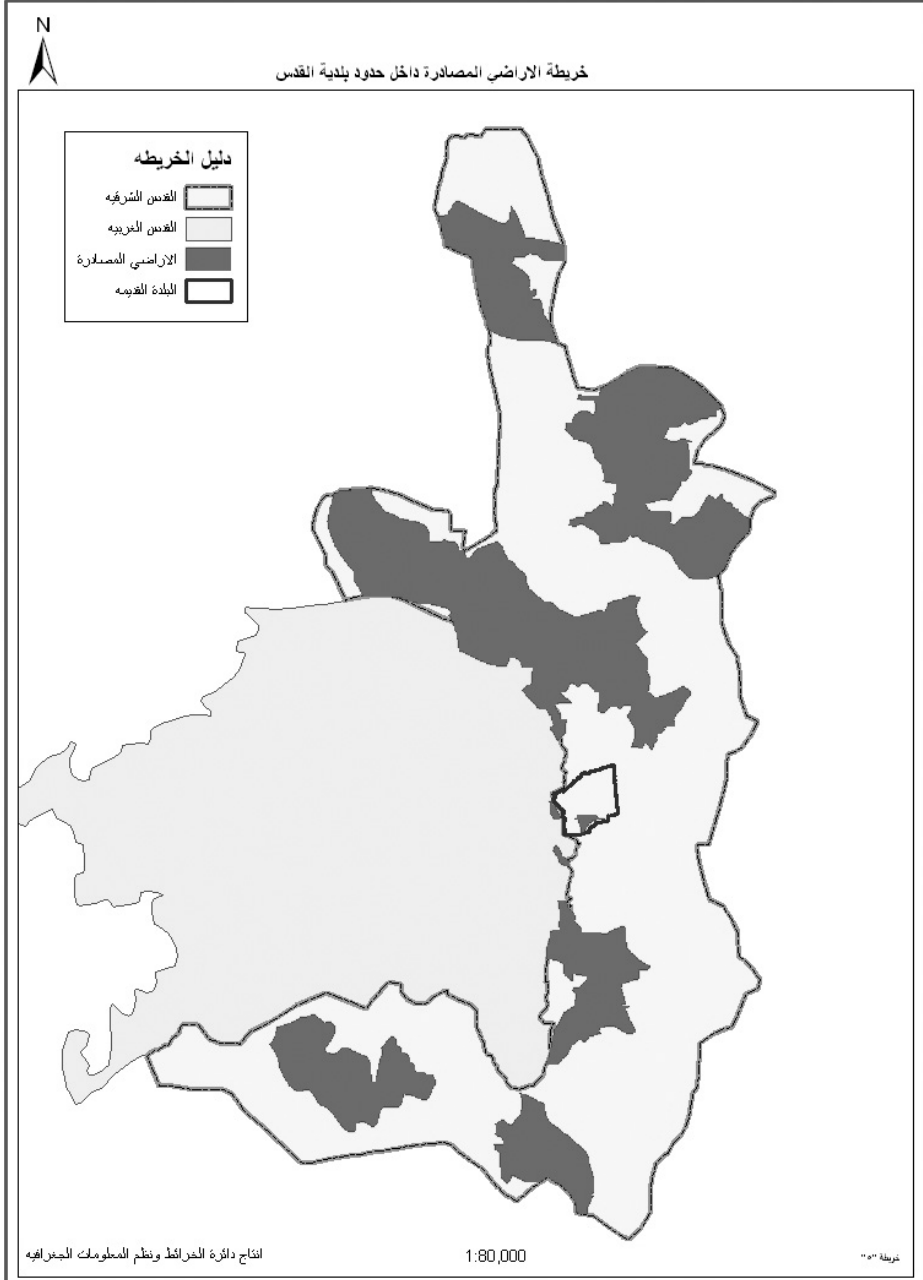 N
خريطة الاراضي المصادرة داخل حدود بلدية القدس
دليل الخريطه
القدس الشرقيه
القدس الغربيه
الاراضي المصادرة
البلدة القديمه
انتاج دائرة الخرائط ونظم المعلومات الجغرافيه
1:80,000
خريطة "٥"